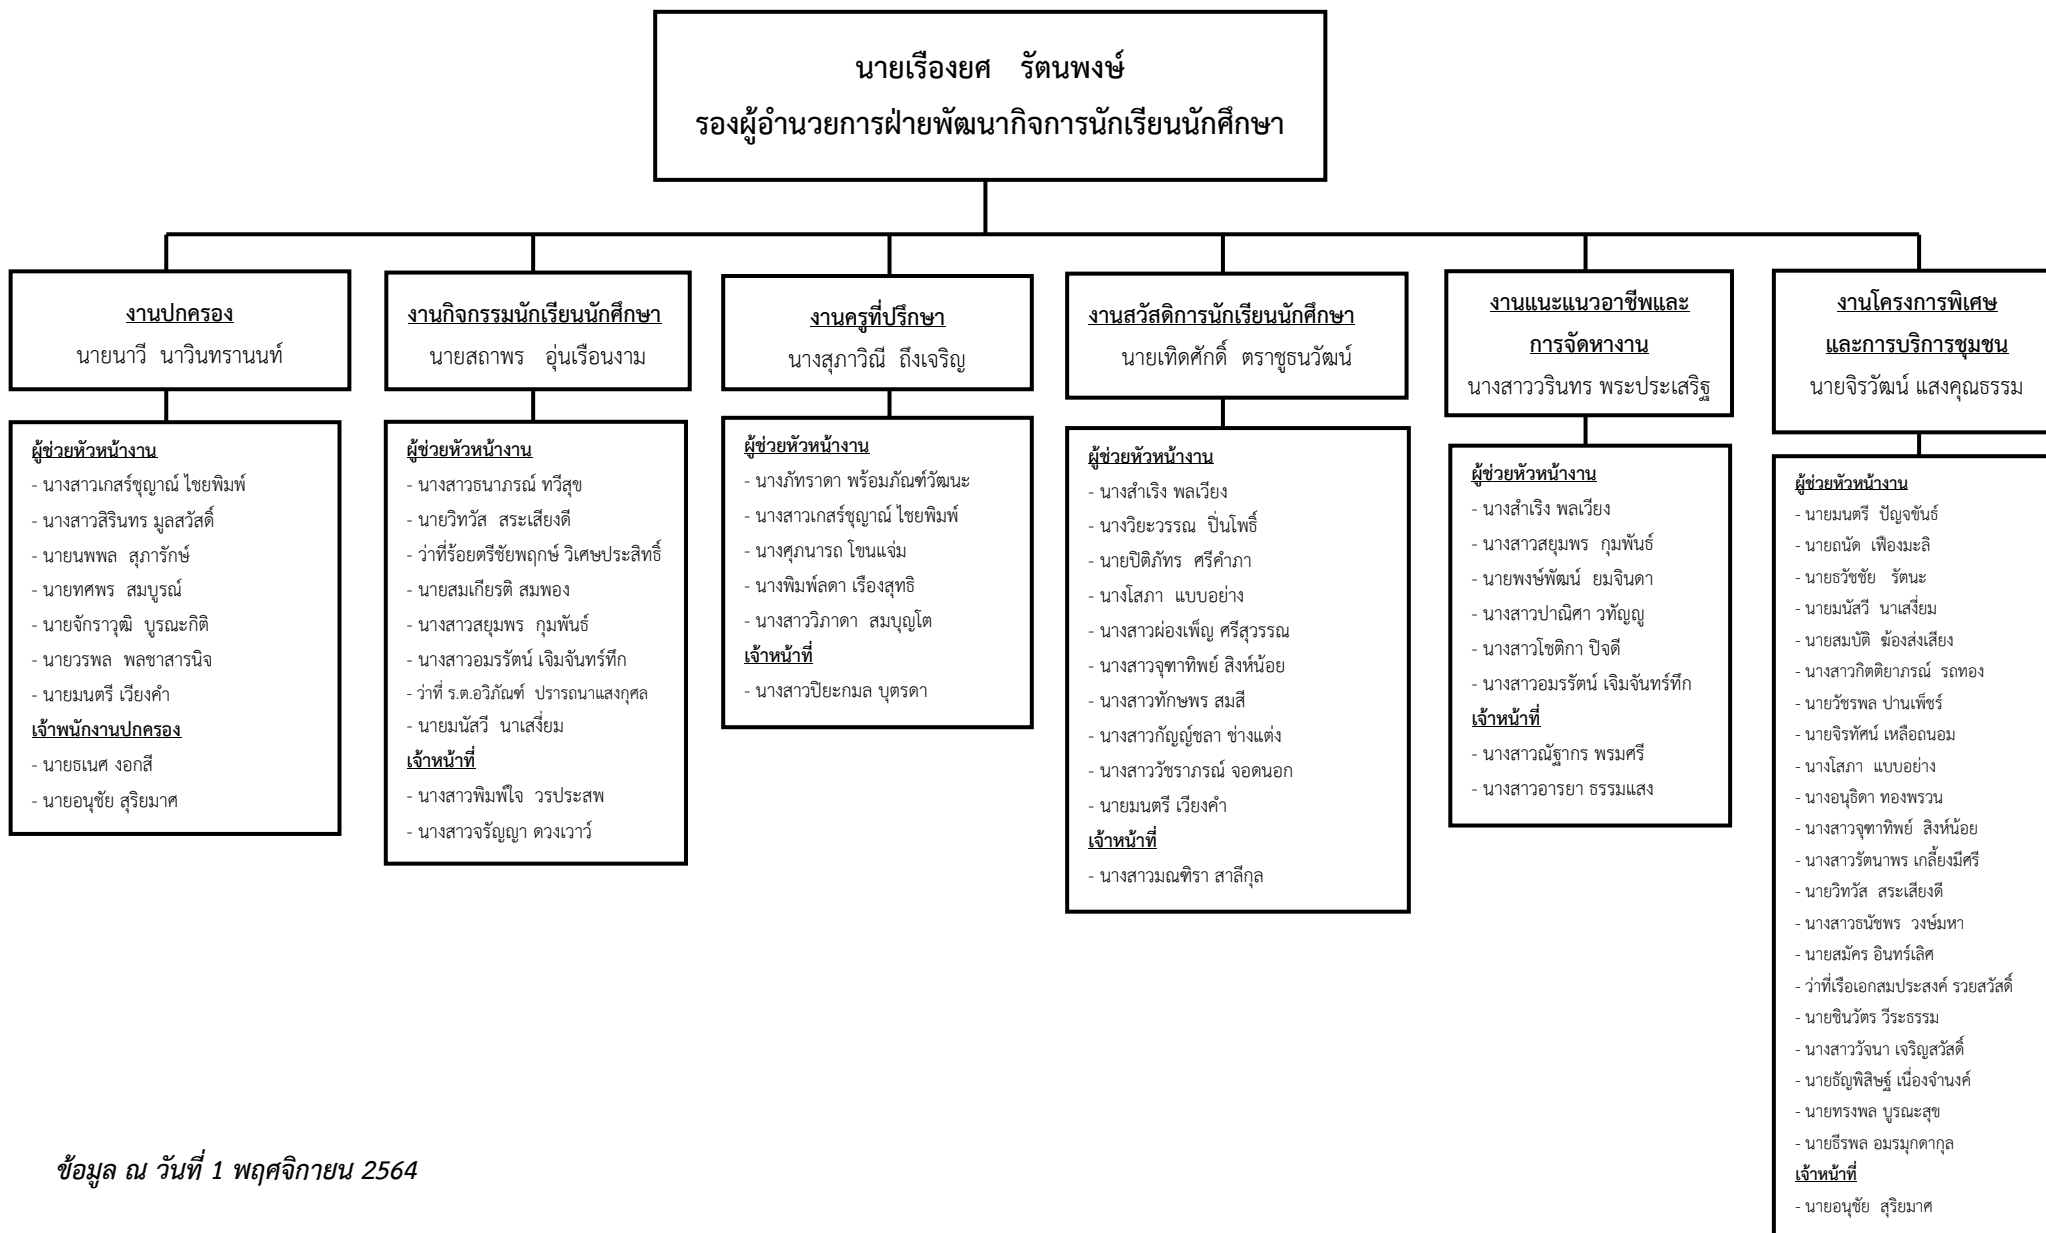 นายเรืองยศ รัตนพงษ์
รองผู้อำนวยการฝ่ายพัฒนากิจการนักเรียนนักศึกษา
งานปกครอง
นายนาวี นาวินทรานนท์
ผู้ช่วยหัวหน้างาน
- นางสาวเกสร์ชุญาณ์ ไชยพิมพ์
- นางสาวสิรินทร มูลสวัสดิ์
- นายนพพล สุภารักษ์
- นายทศพร สมบูรณ์
- นายจักราวุฒิ บูรณะกิติ
- นายวรพล พลชาสารนิจ
- นายมนตรี เวียงคำ
เจ้าพนักงานปกครอง
- นายธเนศ งอกสี
- นายอนุชัย สุริยมาศ
งานกิจกรรมนักเรียนนักศึกษา
นายสถาพร อุ่นเรือนงาม
ผู้ช่วยหัวหน้างาน
- นางสาวธนาภรณ์ ทวีสุข
- นายวิทวัส สระเสียงดี
- ว่าที่ร้อยตรีชัยพฤกษ์ วิเศษประสิทธิ์
- นายสมเกียรติ สมพอง
- นางสาวสยุมพร กุมพันธ์
- นางสาวอมรรัตน์ เจิมจันทร์ทึก
- ว่าที่ ร.ต.อวิภัณฑ์ ปรารถนาแสงกุศล
- นายมนัสวี นาเสงี่ยม
เจ้าหน้าที่
- นางสาวพิมพ์ใจ วรประสพ
- นางสาวจรัญญา ดวงเวาว์
งานครูที่ปรึกษา
นางสุภาวิณี ถึงเจริญ
ผู้ช่วยหัวหน้างาน
- นางภัทราดา พร้อมภัณฑ์วัฒนะ
- นางสาวเกสร์ชุญาณ์ ไชยพิมพ์
- นางศุภนารถ โขนแจ่ม
- นางพิมพ์ลดา เรืองสุทธิ
- นางสาววิภาดา สมบุญโต
เจ้าหน้าที่
- นางสาวปิยะกมล บุตรดา
งานสวัสดิการนักเรียนนักศึกษา
นายเทิดศักดิ์ ตราชูธนวัฒน์
ผู้ช่วยหัวหน้างาน
- นางสำเริง พลเวียง
- นางวิยะวรรณ ปิ่นโพธิ์
- นายปิติภัทร ศรีคำภา
- นางโสภา แบบอย่าง
- นางสาวผ่องเพ็ญ ศรีสุวรรณ
- นางสาวจุฑาทิพย์ สิงห์น้อย
- นางสาวทักษพร สมสี
- นางสาวกัญญ์ชลา ช่างแต่ง
- นางสาววัชราภรณ์ จอดนอก
- นายมนตรี เวียงคำ
เจ้าหน้าที่
- นางสาวมณฑิรา สาลีกุล
งานแนะแนวอาชีพและ
การจัดหางาน
นางสาววรินทร พระประเสริฐ
ผู้ช่วยหัวหน้างาน
- นางสำเริง พลเวียง
- นางสาวสยุมพร กุมพันธ์
- นายพงษ์พัฒน์ ยมจินดา
- นางสาวปาณิศา วทัญญู
- นางสาวโชติกา ปิจดี
- นางสาวอมรรัตน์ เจิมจันทร์ทึก
เจ้าหน้าที่
- นางสาวณัฐากร พรมศรี
- นางสาวอารยา ธรรมแสง
งานโครงการพิเศษ
และการบริการชุมชน
นายจิรวัฒน์ แสงคุณธรรม
ผู้ช่วยหัวหน้างาน
- นายมนตรี ปัญจขันธ์
- นายถนัด เฟืองมะลิ
- นายธวัชชัย รัตนะ
- นายมนัสวี นาเสงี่ยม
- นายสมบัติ ฆ้องส่งเสียง
- นางสาวกิตติยาภรณ์ รถทอง
- นายวัชรพล ปานเพ็ชร์
- นายจิรทัศน์ เหลือถนอม
- นางโสภา แบบอย่าง
- นางอนุธิดา ทองพรวน
- นางสาวจุฑาทิพย์ สิงห์น้อย
- นางสาวรัตนาพร เกลี้ยงมีศรี
- นายวิทวัส สระเสียงดี
- นางสาวธนัชพร วงษ์มหา
- นายสมัคร อินทร์เลิศ
- ว่าที่เรือเอกสมประสงค์ รวยสวัสดิ์
- นายชินวัตร วีระธรรม
- นางสาววัจนา เจริญสวัสดิ์
- นายธัญพิสิษฐ์ เนื่องจำนงค์
- นายทรงพล บูรณะสุข
- นายธีรพล อมรมุกดากุล
เจ้าหน้าที่
- นายอนุชัย สุริยมาศ
ข้อมูล ณ วันที่ 1 พฤศจิกายน 2564